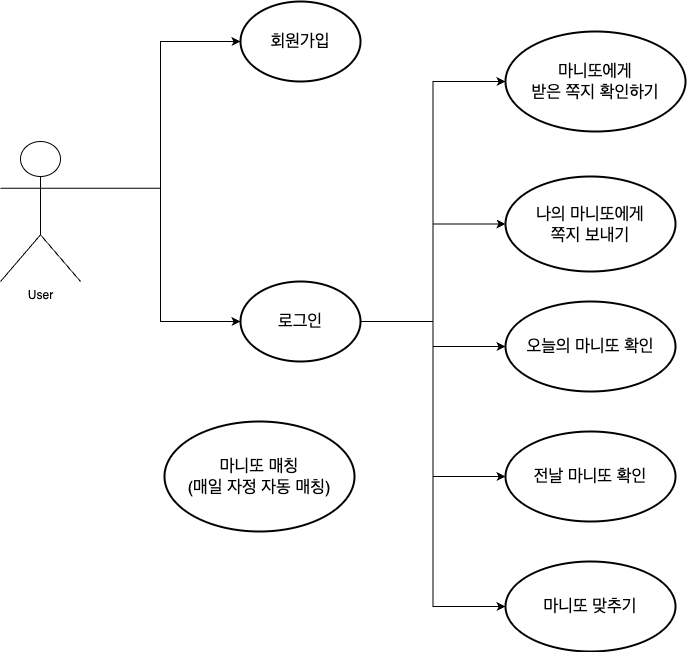 회원가입
마니또에게
받은 쪽지 확인하기
나의 마니또에게
쪽지 보내기
User
로그인
오늘의 마니또 확인
마니또 매칭
(매일 자정 자동 매칭)
전날 마니또 확인
마니또 맞추기